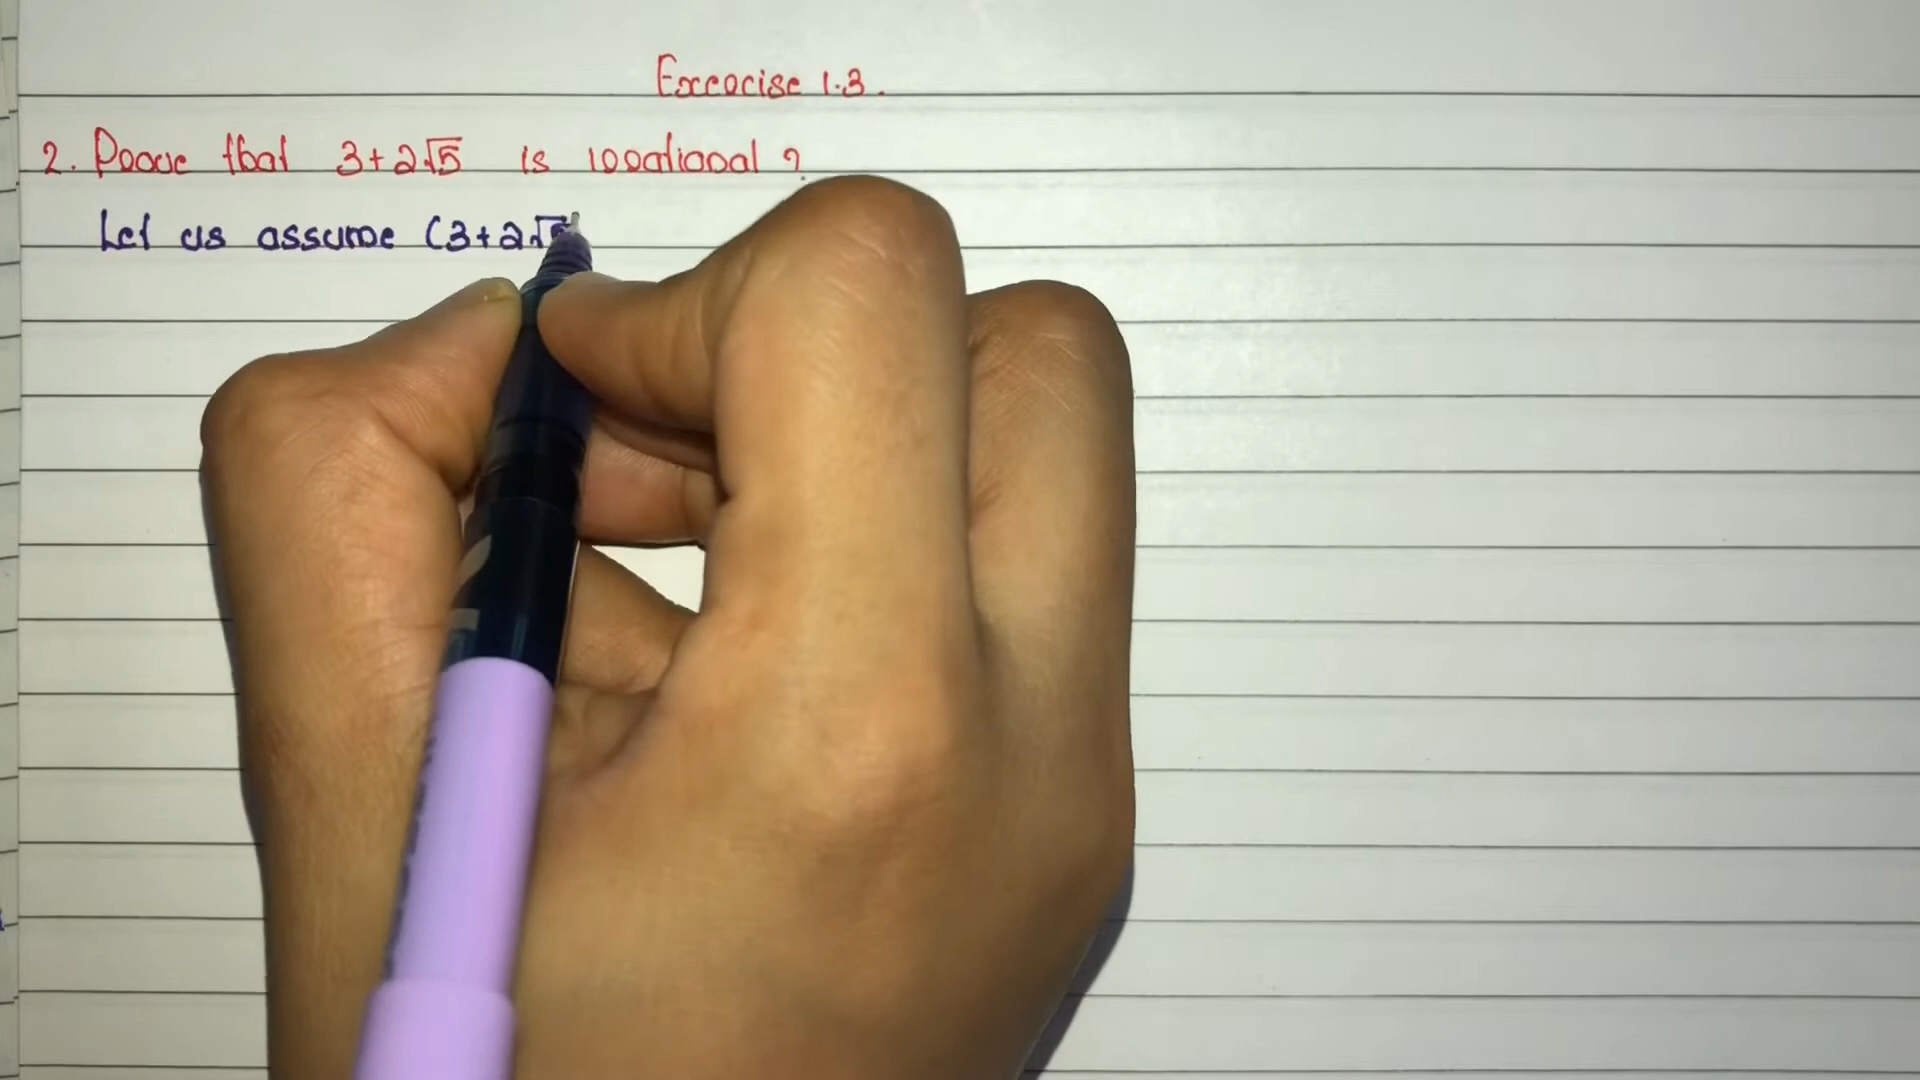 Exercise 1.3.
2. Prove that 3+2√5 is irrational ?
Let us assume (3+2√5